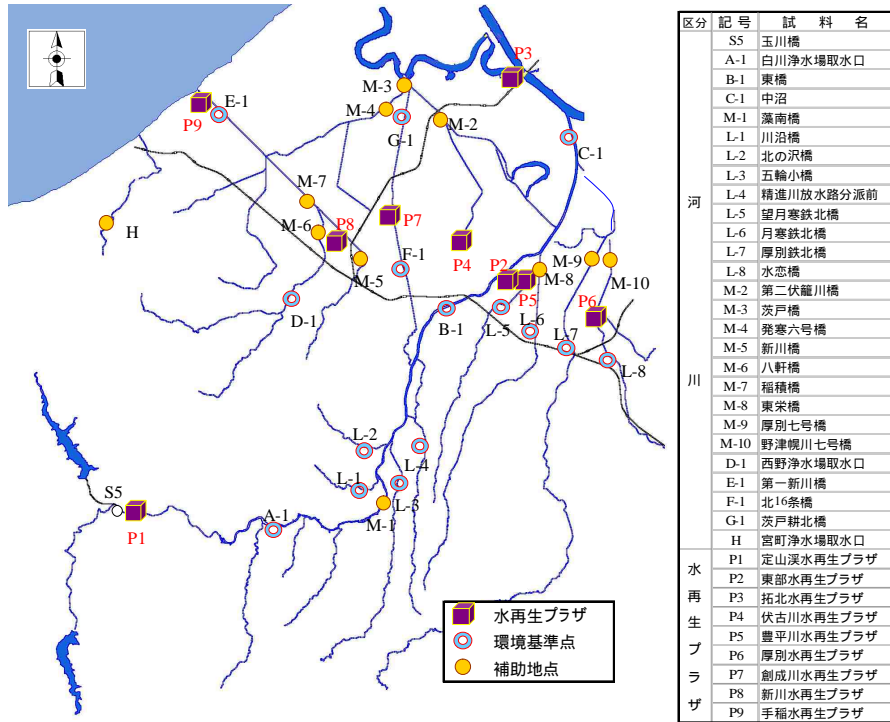 P3
M-3
E-1
M-4
P9
M-2
G-1
C-1
M-7
P8
P7
H
M-6
P4
M-9
F-1
P2
M-8
M-5
M-10
P5
P6
D-1
B-1
L-5
L-6
L-7
L-8
L-2
L-4
S5
L-1
L-3
A-1
M-1
P1
水再生プラザ
環境基準点
補助地点
区分 記号 試料名
河川
S5 玉川橋
A-1 白川浄水場取水口
B-1 東橋
C-1 中沼
M-1 藻南橋
L-1 川沿橋
L-2 北の沢橋
L-3 五輪小橋
L-4 精進川放水路分派前
L-5 望月寒鉄北橋
L-6 月寒鉄北橋
L-7 厚別鉄北橋
L-8 水恋橋
M-2 第二伏籠川橋
M-3 茨戸橋
M-4 発寒六号橋
M-5 新川橋
M-6 八軒橋
M-7 稲積橋
M-8 東栄橋
M-9 厚別七号橋
M-10 野津幌川七号橋
D-1 西野浄水場取水口
E-1 第一新川橋
F-1 北16条橋
G-1 茨戸耕北橋
H 宮町浄水場取水口
水再生プラザ
P1 定山渓水再生プラザ
P2 東部水再生プラザ
P3 拓北水再生プラザ
P4 伏古川水再生プラザ
P5 豊平川水再生プラザ
P6 厚別水再生プラザ
P7 創成川水再生プラザ
P8 新川水再生プラザ
P9 手稲水再生プラザ